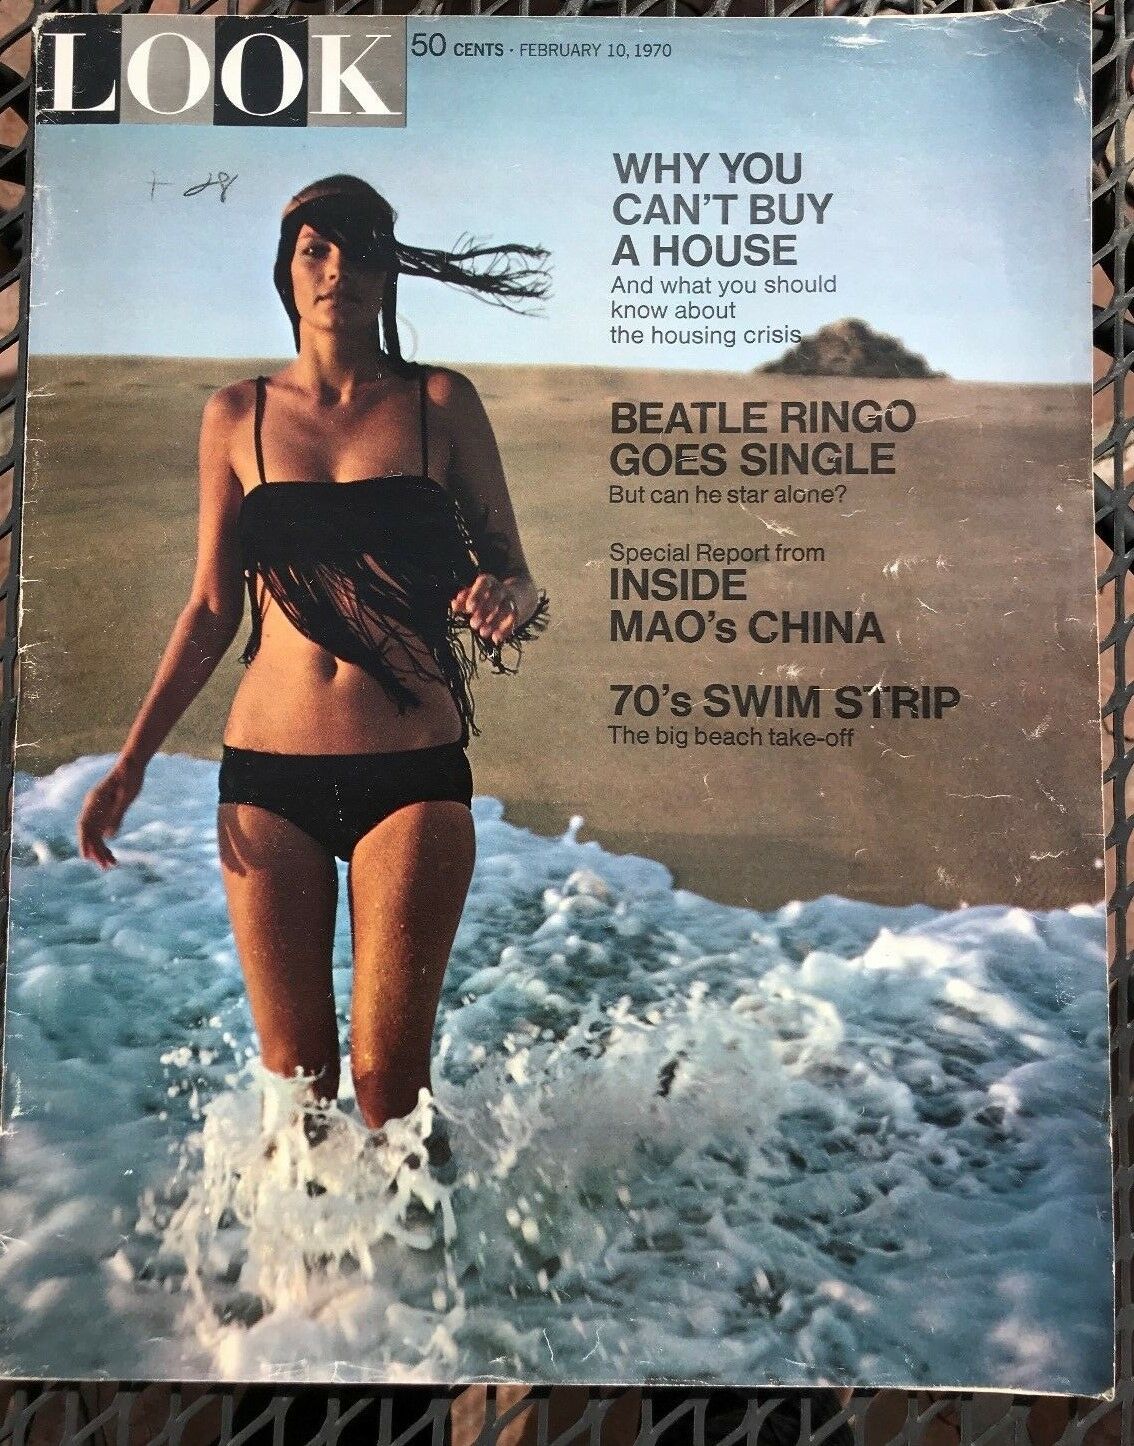 LOOK
50 CENTS · FEBRUARY 10, 1970
WHY YOU
CAN'T BUY
A HOUSE
And what you should
know about
the housing crisis
BEATLE RINGO
GOES SINGLE
But can he star alone?
Special Report from
INSIDE
MAO's CHINA
70's SWIM STRIP
The big beach take-off